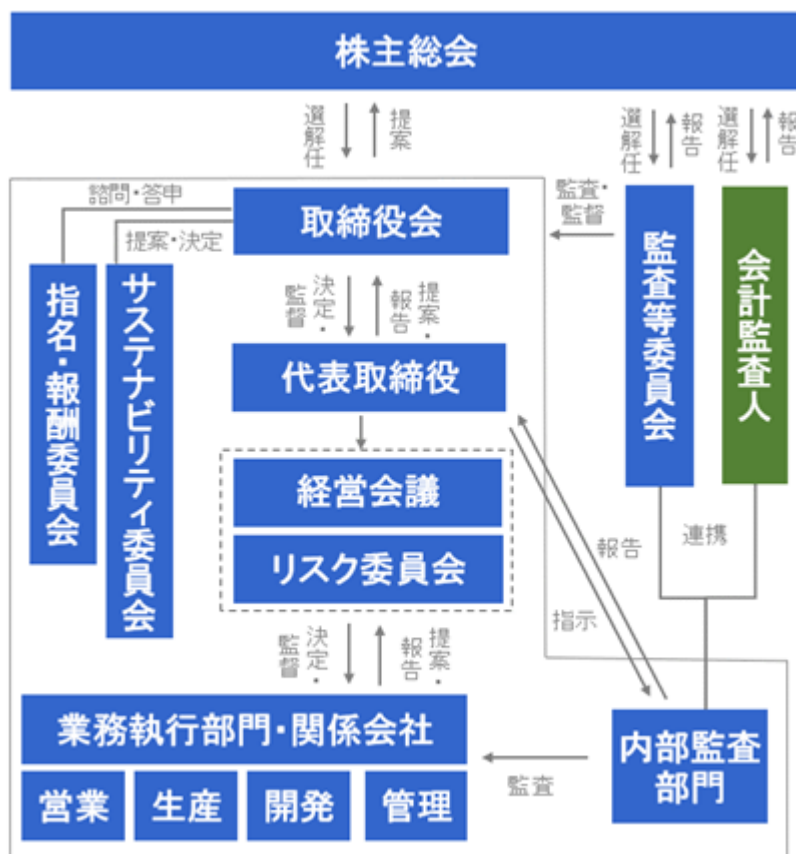 株主総会
選解任
提案
選解任
報告
選解任
報告
諮問・答申
取締役会
監査・
監督
提案・決定
指名・報酬委員会
サステナビリティ委員会
決定・
監督
提案・
報告
監査等委員会
会計監査人
代表取締役
経営会議
リスク委員会
報告
連携
指示
決定・
監督
提案・
報告
業務執行部門・関係会社
内部監査
部門
監査
営業
生産
開発
管理